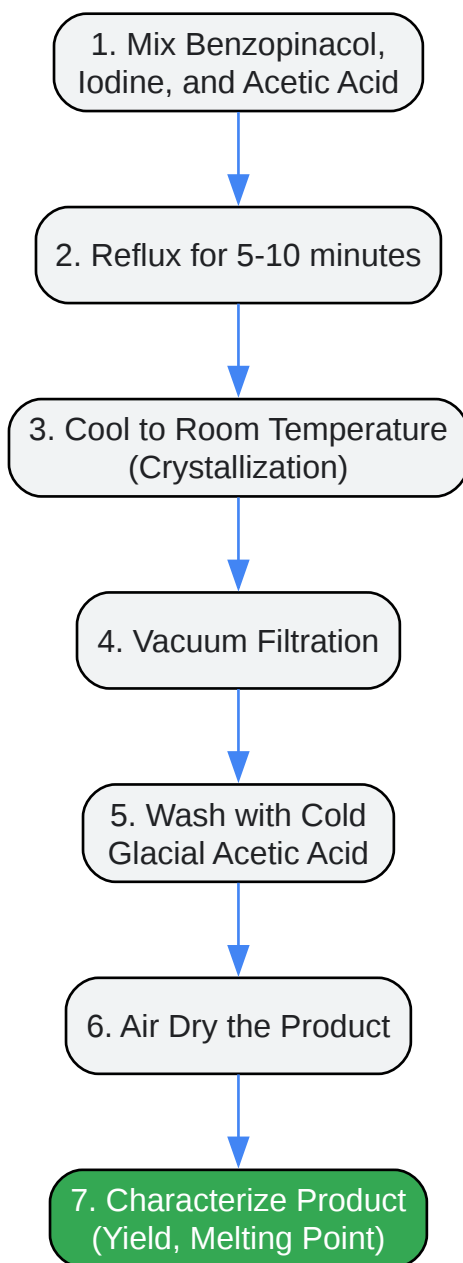 1. Mix Benzopinacol,
Iodine, and Acetic Acid
2. Reflux for 5-10 minutes
3. Cool to Room Temperature
(Crystallization)
4. Vacuum Filtration
5. Wash with Cold
Glacial Acetic Acid
6. Air Dry the Product
7. Characterize Product
(Yield, Melting Point)